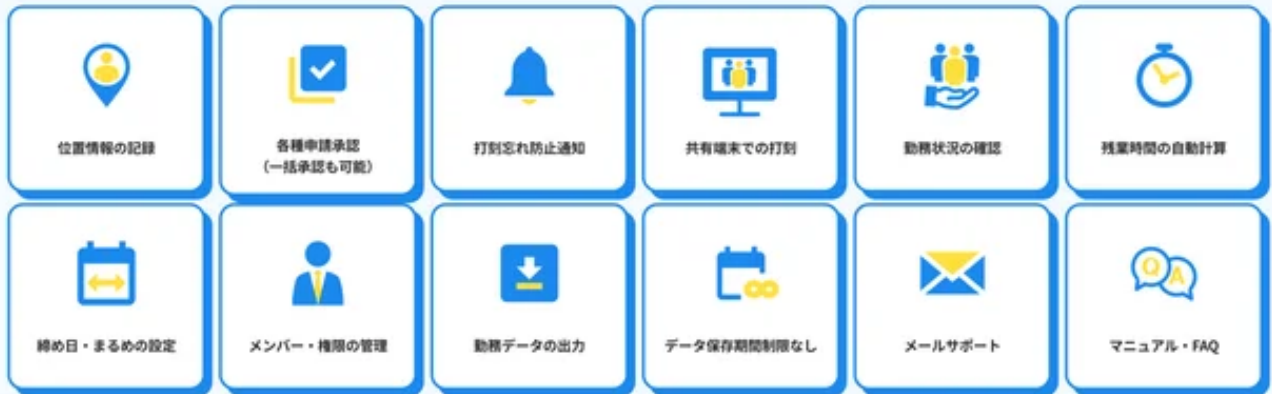 位置情報の記録
各種申請承認
（一括承認も可能）
打刻忘れ防止通知
共有端末での打刻
勤務状況の確認
残業時間の自動計算
締め日・まるめの設定
メンバー・権限の管理
勤務データの出力
データ保存期間制限なし
メールサポート
Q A
マニュアル・FAQ